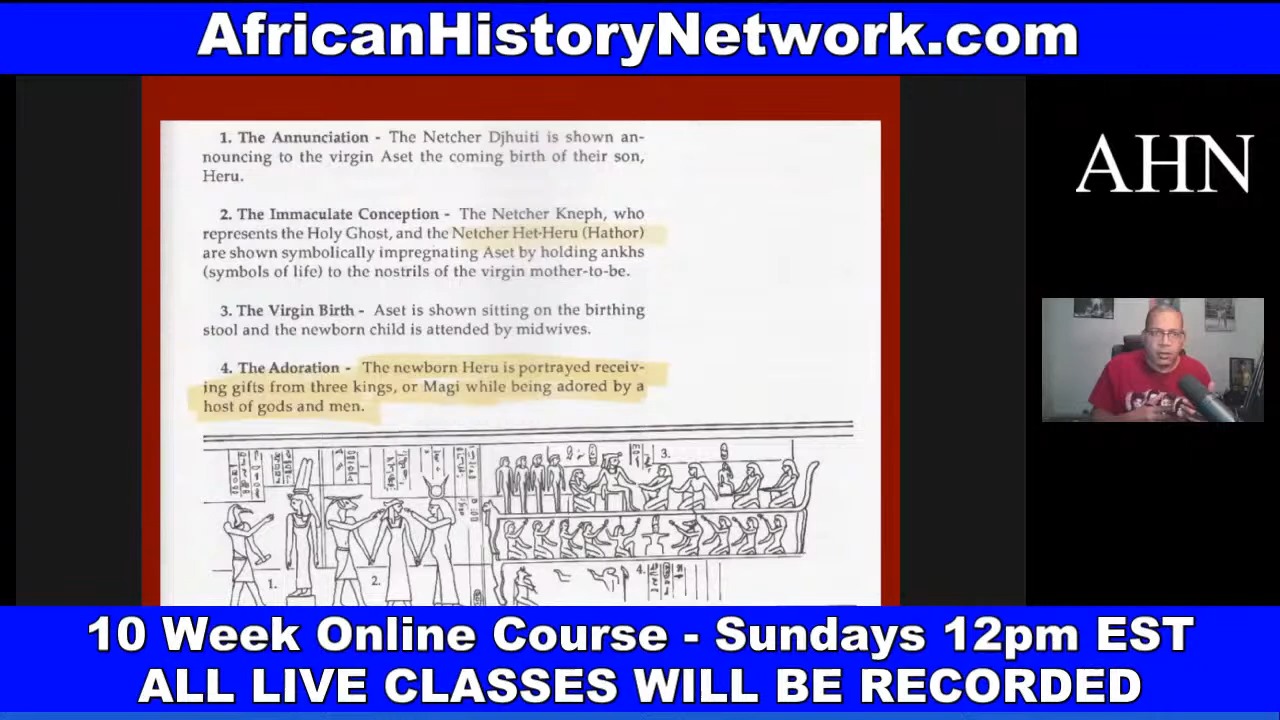 AfricanHistoryNetwork.com
1. The Annunciation - The Netcher Djhuiti is shown an-
nouncing to the virgin Aset the coming birth of their son,
Heru.
2. The Immaculate Conception - The Netcher Kneph, who
represents the Holy Ghost, and the Netcher Het-Heru (Hathor)
are shown symbolically impregnating Aset by holding ankhs
(symbols of life) to the nostrils of the virgin mother-to-be.
3. The Virgin Birth - Aset is shown sitting on the birthing
stool and the newborn child is attended by midwives.
4. The Adoration - The newborn Heru is portrayed receiv-
ing gifts from three kings, or Magi while being adored by a
host of gods and men.
3.
4.
1.
2.
AHN
10 Week Online Course - Sundays 12pm EST
ALL LIVE CLASSES WILL BE RECORDED